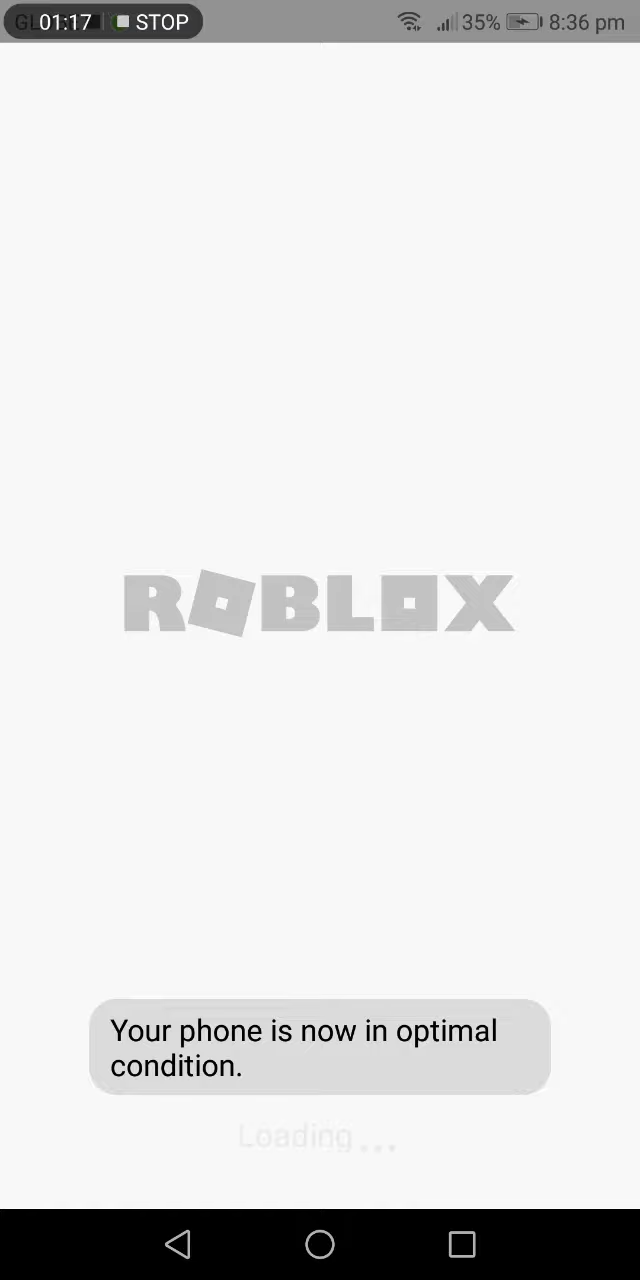 01:17 STOP 35% 8:36 pm
ROBLOX
Your phone is now in optimal
condition.
Loading...